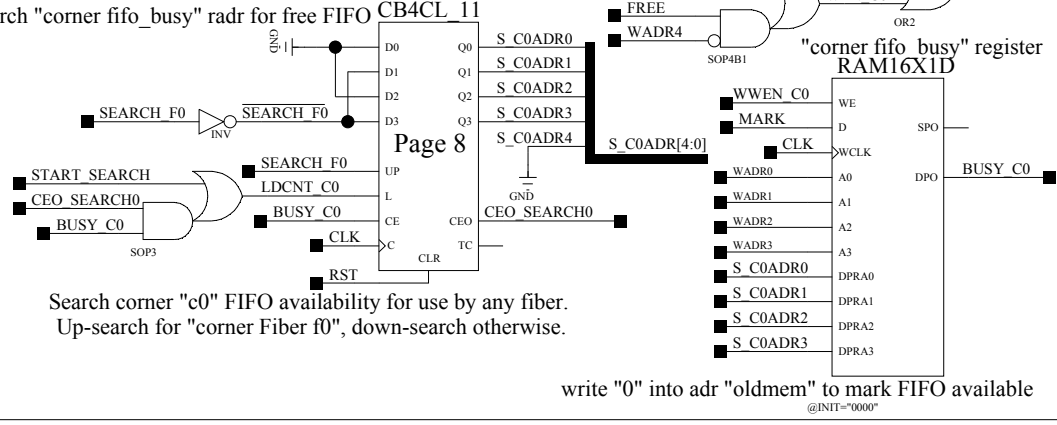 rch "corner fifo_busy" radr for free FIFO
CB4CL_11
GND
D0
D1
D2
D3
Q0
Q1
Q2
Q3
S_C0ADR0
S_C0ADR1
S_C0ADR2
S_C0ADR3
S_C0ADR4
S_C0ADR[4:0]
GND
SEARCH_F0
INV
SEARCH_F0
Page 8
SEARCH_F0
UP
START_SEARCH
LDCNT_C0
L
CEO_SEARCH0
BUSY_C0
SOP3
BUSY_C0
CE
CEO
CEO_SEARCH0
CLK
C
TC
CLR
RST
Search corner "c0" FIFO availability for use by any fiber.
Up-search for "corner Fiber f0", down-search otherwise.
FREE
WADR4
SOP4B1
OR2
"corner fifo_busy" register
RAM16X1D
WWEN_C0
WE
MARK
D
SPO
CLK
WCLK
WADR0
A0
DPO
BUSY_C0
WADR1
A1
WADR2
A2
WADR3
A3
S_C0ADR0
DPRA0
S_C0ADR1
DPRA1
S_C0ADR2
DPRA2
S_C0ADR3
DPRA3
write "0" into adr "oldmem" to mark FIFO available
@INIT="0000"